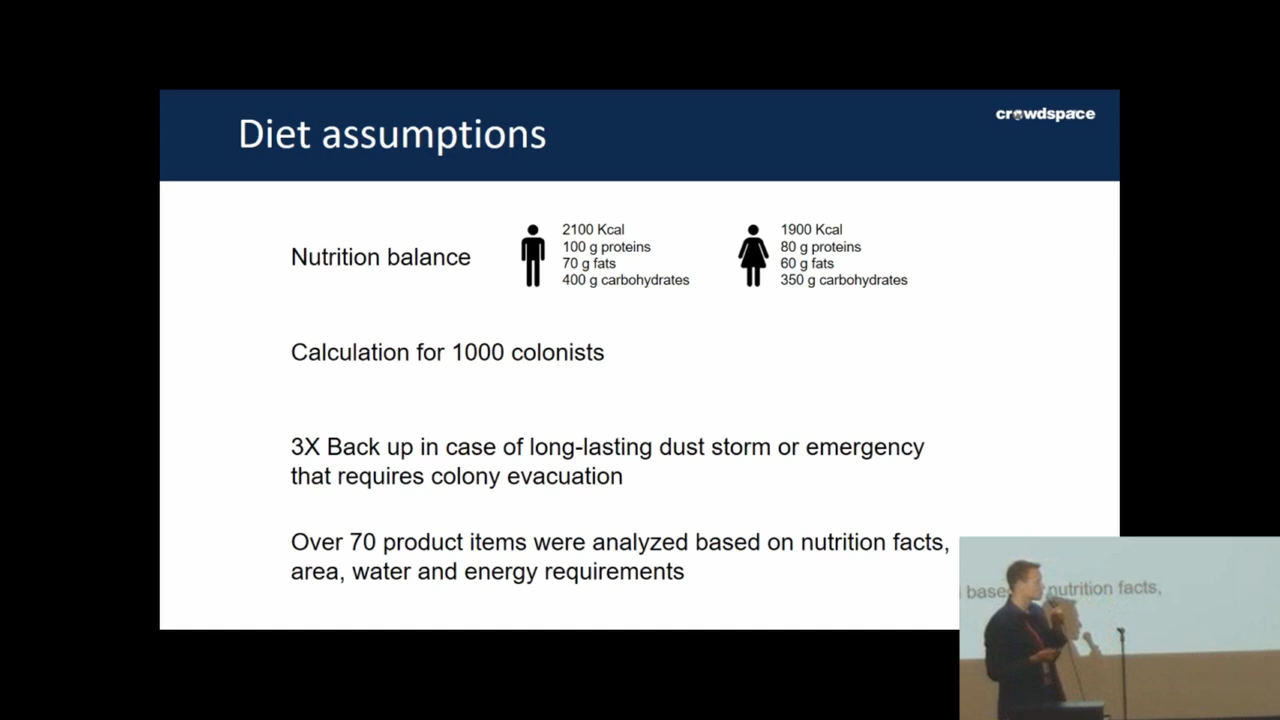 Diet assumptions
crowdspace
Nutrition balance
2100 Kcal
100 g proteins
70 g fats
400 g carbohydrates
1900 Kcal
80 g proteins
60 g fats
350 g carbohydrates
Calculation for 1000 colonists
3X Back up in case of long-lasting dust storm or emergency
that requires colony evacuation
Over 70 product items were analyzed based on nutrition facts,
area, water and energy requirements
nutrition facts,